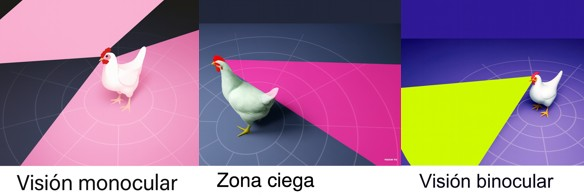 Visión monocular
Zona ciega
Visión binocular